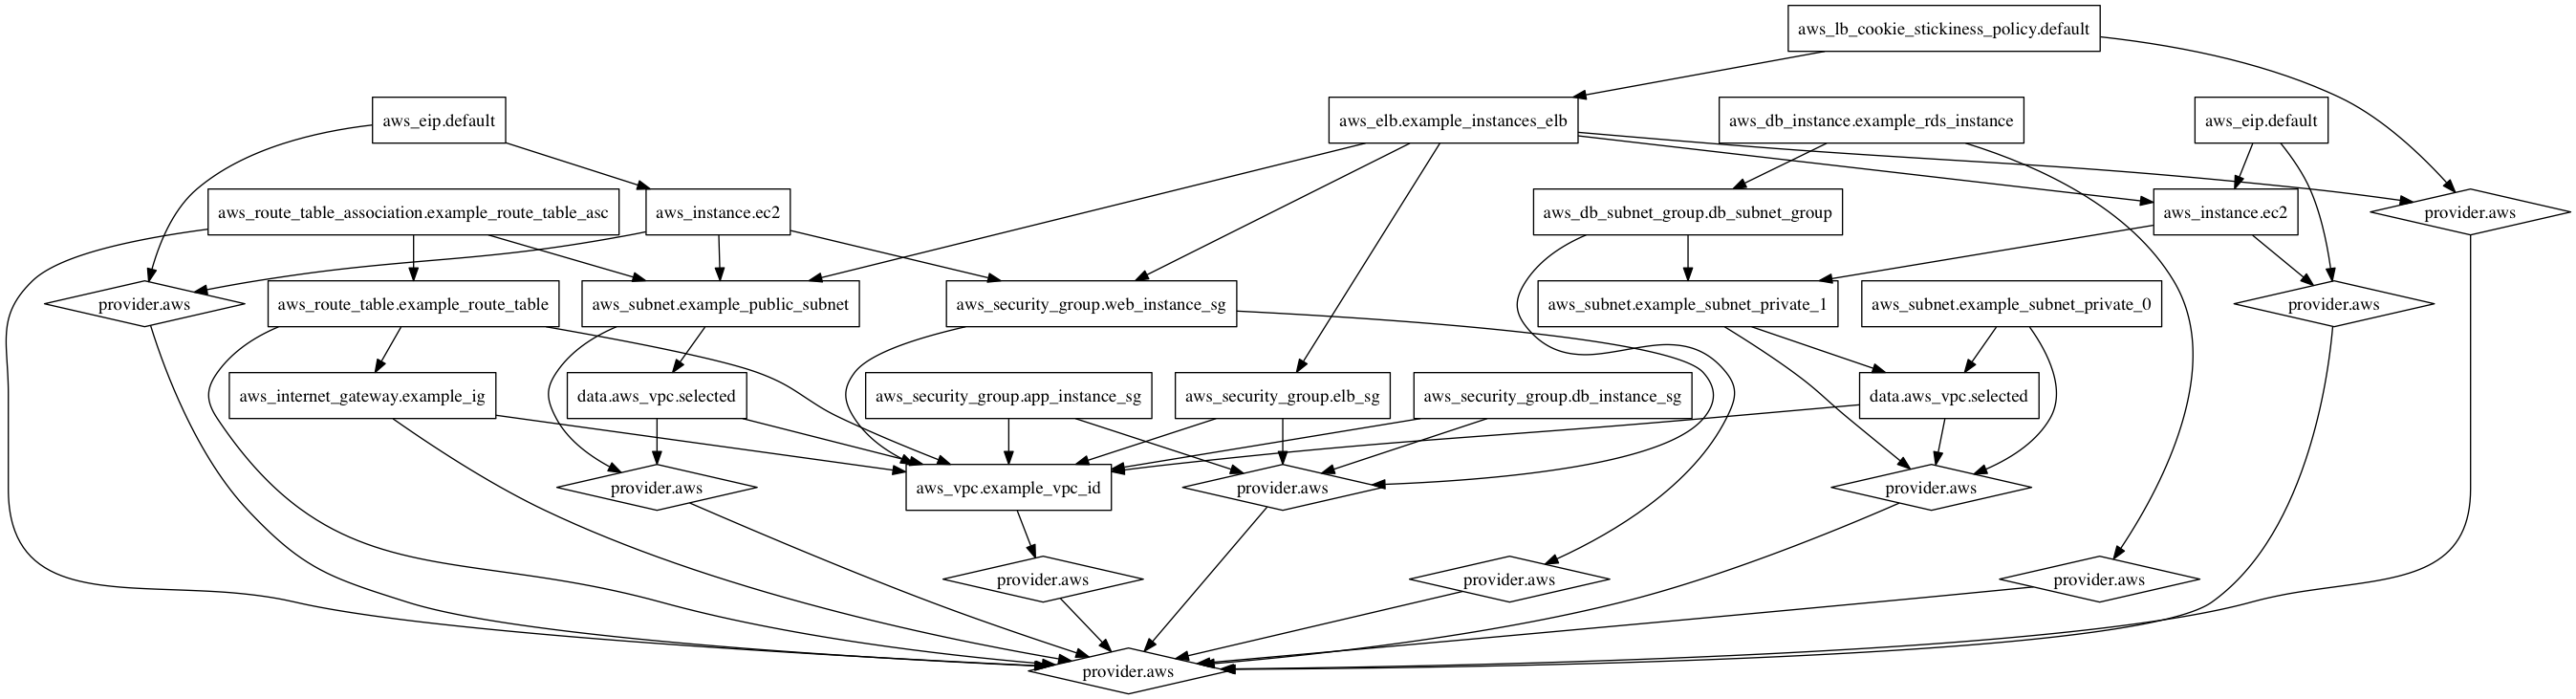 aws_lb_cookie_stickiness_policy.default
aws_eip.default
aws_elb.example_instances_elb
aws_db_instance.example_rds_instance
aws_eip.default
aws_route_table_association.example_route_table_asc
aws_instance.ec2
aws_db_subnet_group.db_subnet_group
aws_instance.ec2
provider.aws
provider.aws
aws_route_table.example_route_table
aws_subnet.example_public_subnet
aws_security_group.web_instance_sg
aws_subnet.example_subnet_private_1
aws_subnet.example_subnet_private_0
provider.aws
aws_internet_gateway.example_ig
data.aws_vpc.selected
aws_security_group.app_instance_sg
aws_security_group.elb_sg
aws_security_group.db_instance_sg
data.aws_vpc.selected
provider.aws
aws_vpc.example_vpc_id
provider.aws
provider.aws
provider.aws
provider.aws
provider.aws
provider.aws